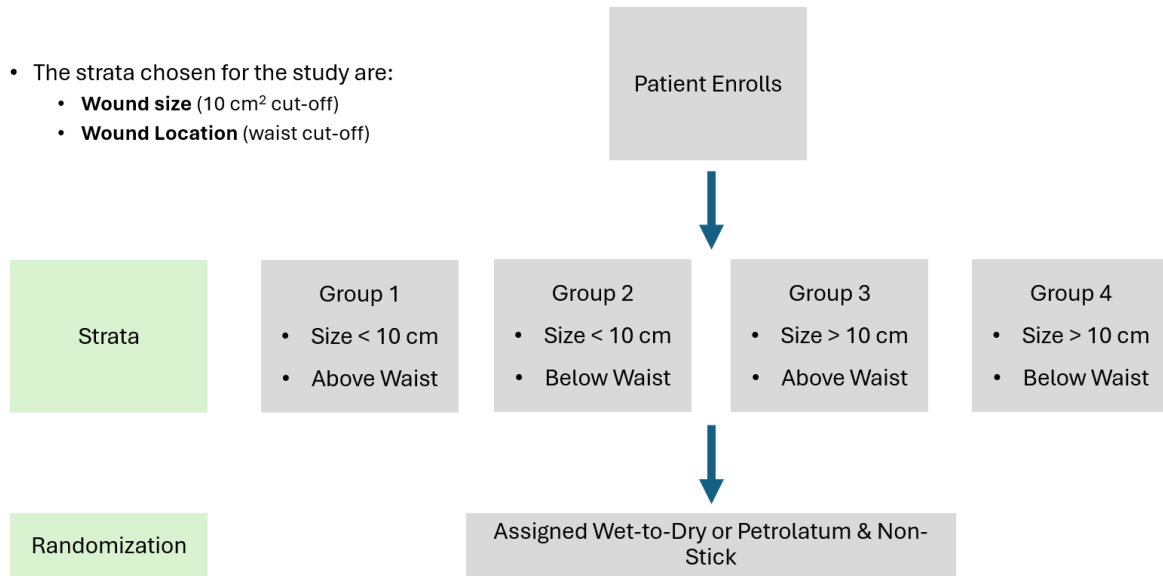 • The strata chosen for the study are:
• Wound size (10 cm² cut-off)
• Wound Location (waist cut-off)
Patient Enrolls
Strata
Group 1
• Size < 10 cm
• Above Waist
Group 2
• Size < 10 cm
• Below Waist
Group 3
• Size > 10 cm
• Above Waist
Group 4
• Size > 10 cm
• Below Waist
Randomization
Assigned Wet-to-Dry or Petrolatum & Non-
Stick